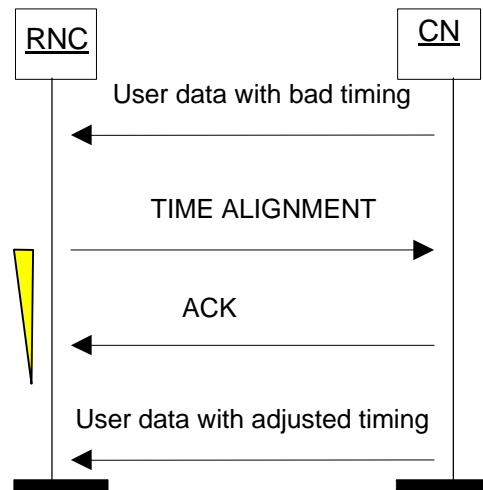 RNC
CN
User data with bad timing
TIME ALIGNMENT
ACK
User data with adjusted timing